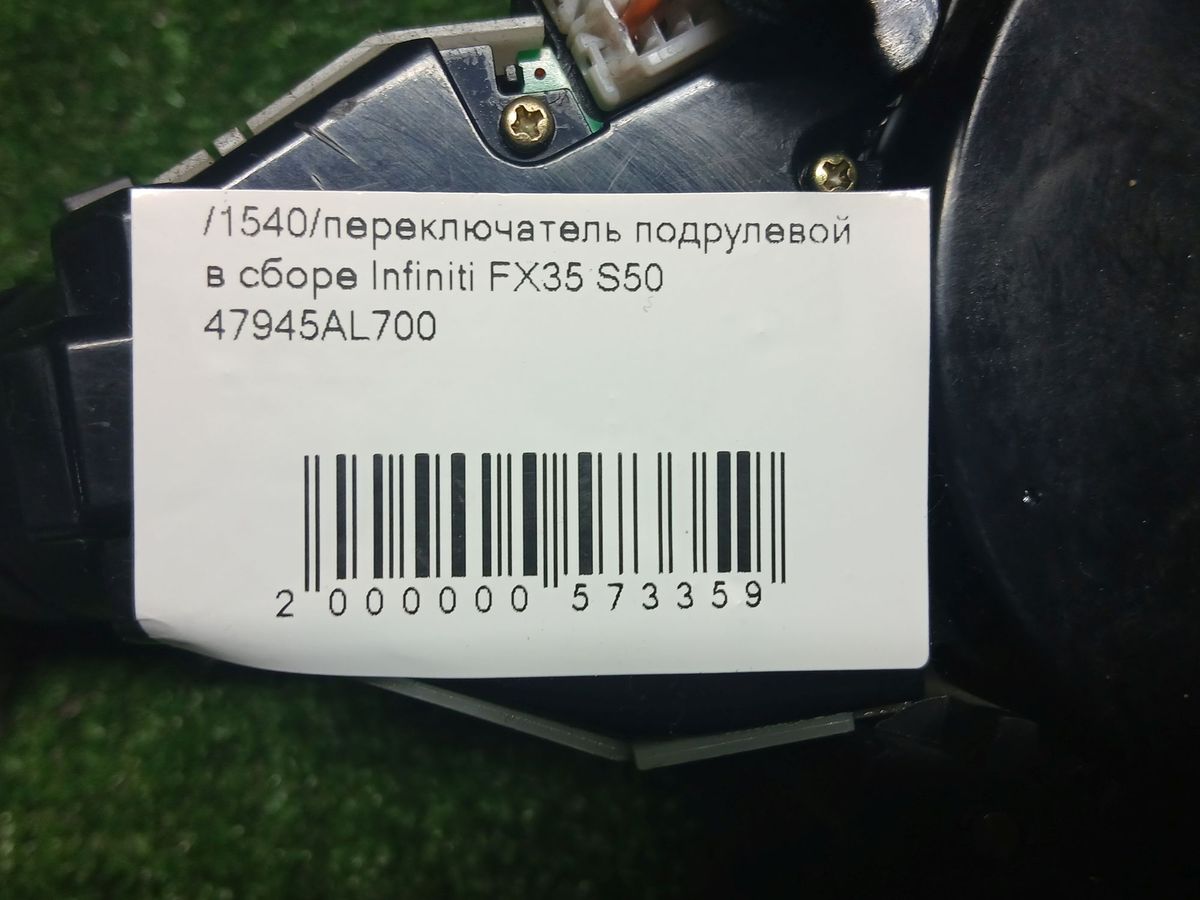 /1540/переключатель подрулевой
в сборе Infiniti FX35 S50
47945AL700
2 000000 573359